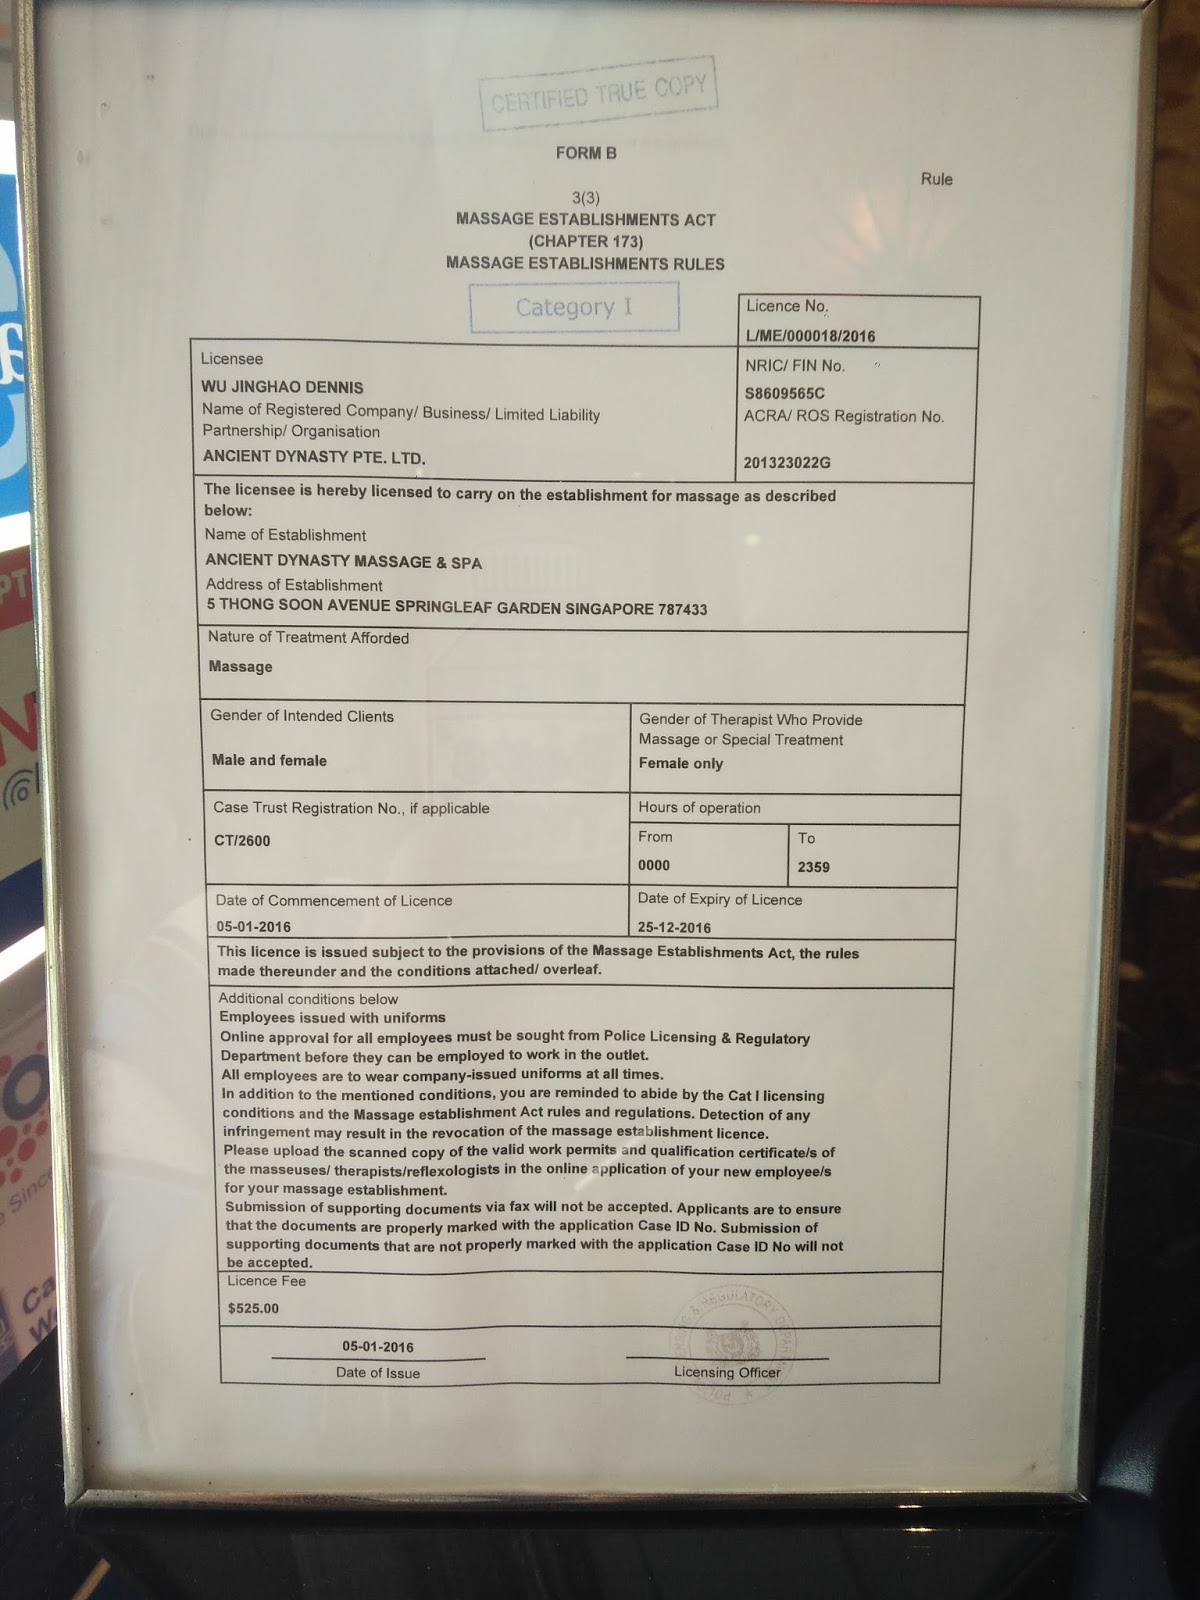 CERTIFIED TRUE COPY
FORM B
Rule
3(3)
MASSAGE ESTABLISHMENTS ACT
(CHAPTER 173)
MASSAGE ESTABLISHMENTS RULES
Category I
Licence No.
L/ME/000018/2016
Licensee
WU JINGHAO DENNIS
Name of Registered Company/ Business/ Limited Liability
Partnership/ Organisation
ANCIENT DYNASTY PTE. LTD.
NRIC/ FIN No.
S8609565C
ACRA/ ROS Registration No.
201323022G
The licensee is hereby licensed to carry on the establishment for massage as described
below:
Name of Establishment
ANCIENT DYNASTY MASSAGE & SPA
Address of Establishment
5 THONG SOON AVENUE SPRINGLEAF GARDEN SINGAPORE 787433
Nature of Treatment Afforded
Massage
Gender of Intended Clients
Male and female
Gender of Therapist Who Provide
Massage or Special Treatment
Female only
Case Trust Registration No., if applicable
CT/2600
Hours of operation
From
0000
To
2359
Date of Commencement of Licence
05-01-2016
Date of Expiry of Licence
25-12-2016
This licence is issued subject to the provisions of the Massage Establishments Act, the rules
made thereunder and the conditions attached/ overleaf.
Additional conditions below
Employees issued with uniforms
Online approval for all employees must be sought from Police Licensing & Regulatory
Department before they can be employed to work in the outlet.
All employees are to wear company-issued uniforms at all times.
In addition to the mentioned conditions, you are reminded to abide by the Cat I licensing
conditions and the Massage establishment Act rules and regulations. Detection of any
infringement may result in the revocation of the massage establishment licence.
Please upload the scanned copy of the valid work permits and qualification certificate/s of
the masseuses/ therapists/reflexologists in the online application of your new employee/s
for your massage establishment.
Submission of supporting documents via fax will not be accepted. Applicants are to ensure
that the documents are properly marked with the application Case ID No. Submission of
supporting documents that are not properly marked with the application Case ID No will not
be accepted.
Licence Fee
$525.00
05-01-2016
Date of Issue
Licensing Officer
& REGULATORY
Since